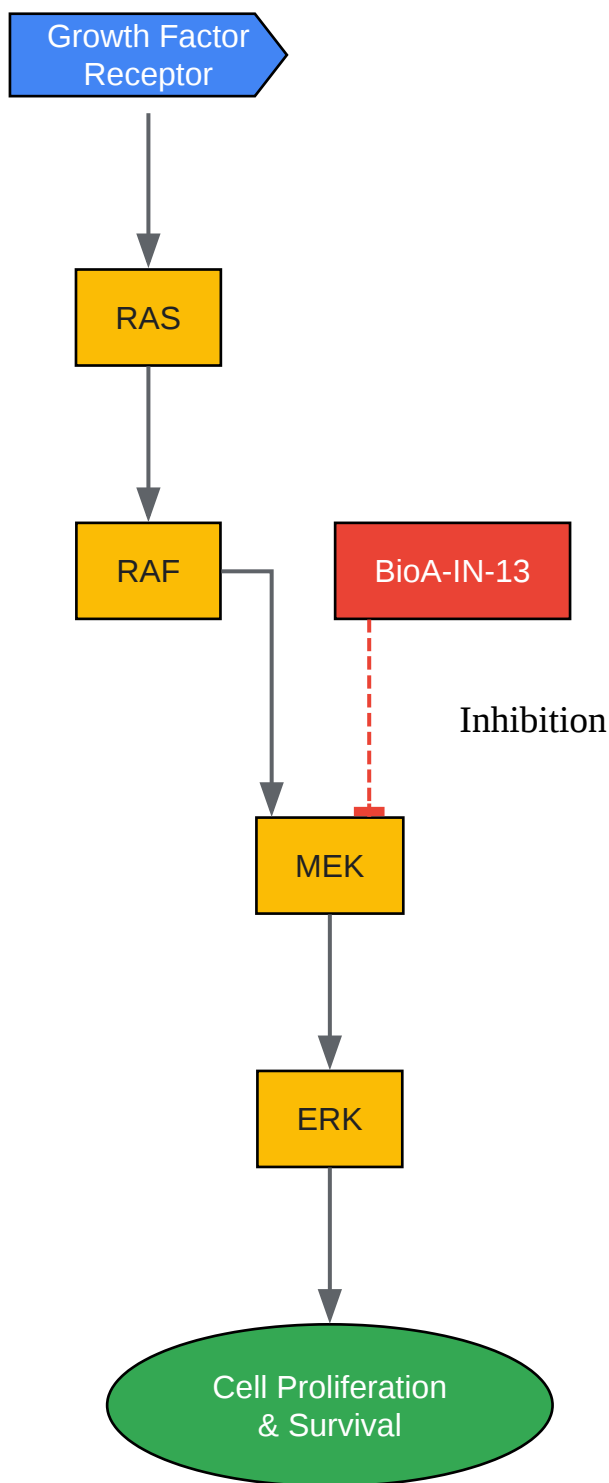 Growth Factor
Receptor
RAS
RAF
BioA-IN-13
Inhibition
MEK
ERK
Cell Proliferation
& Survival